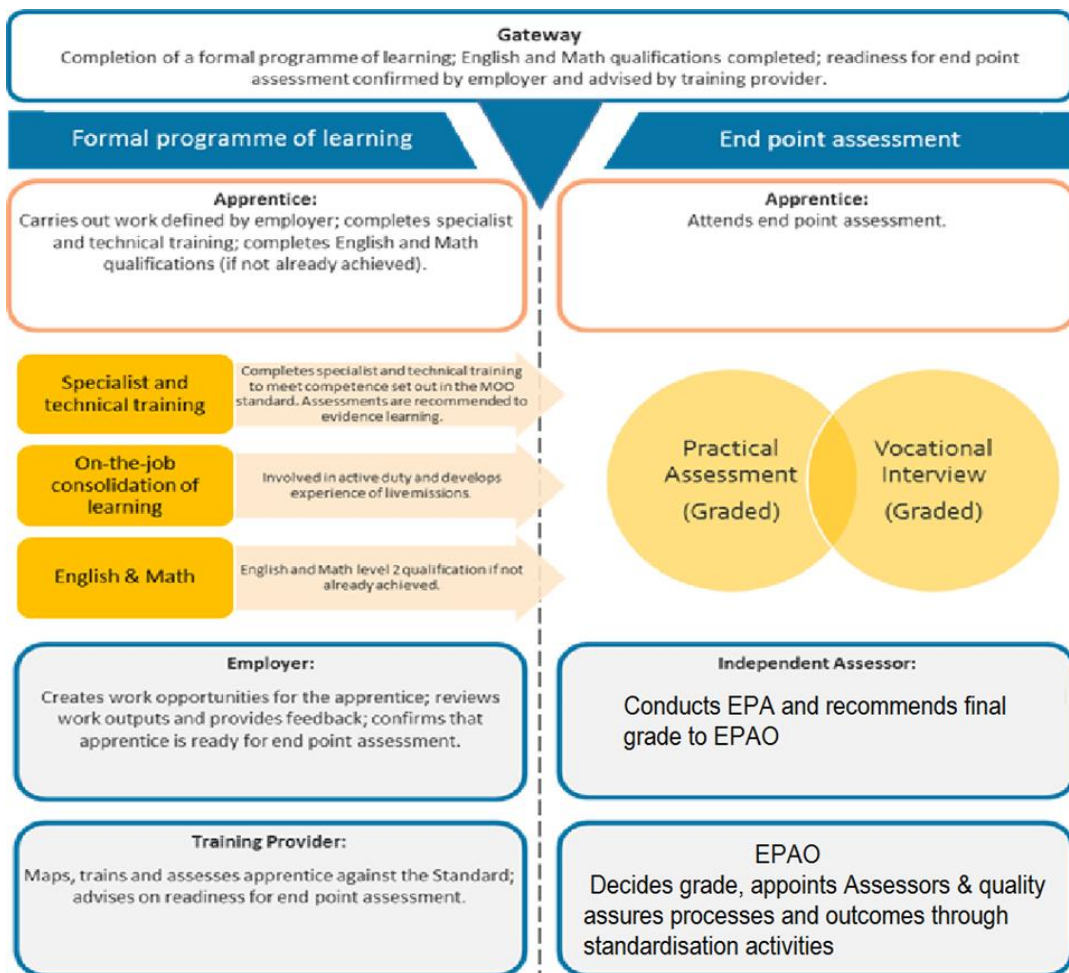 Gateway
Completion of a formal programme of learning; English and Math qualifications completed; readiness for end point
assessment confirmed by employer and advised by training provider.
Formal programme of learning
End point assessment
Apprentice:
Carries out work defined by employer; completes specialist
and technical training; completes English and Math
qualifications (if not already achieved).
Apprentice:
Attends end point assessment.
Specialist and
technical training
Completes specialist and technical training
to meet competence set out in the MOO
standard. Assessments are recommended to
evidence learning.
On-the-job
consolidation of
learning
Involved in active duty and develops
experience of live missions.
English & Math
English and Math level 2 qualification if not
already achieved.
Practical
Assessment
(Graded)
Vocational
Interview
(Graded)
Employer:
Creates work opportunities for the apprentice; reviews
work outputs and provides feedback; confirms that
apprentice is ready for end point assessment.
Independent Assessor:
Conducts EPA and recommends final
grade to EPAO
Training Provider:
Maps, trains and assesses apprentice against the Standard;
advises on readiness for end point assessment.
EPAO
Decides grade, appoints Assessors & quality
assures processes and outcomes through
standardisation activities